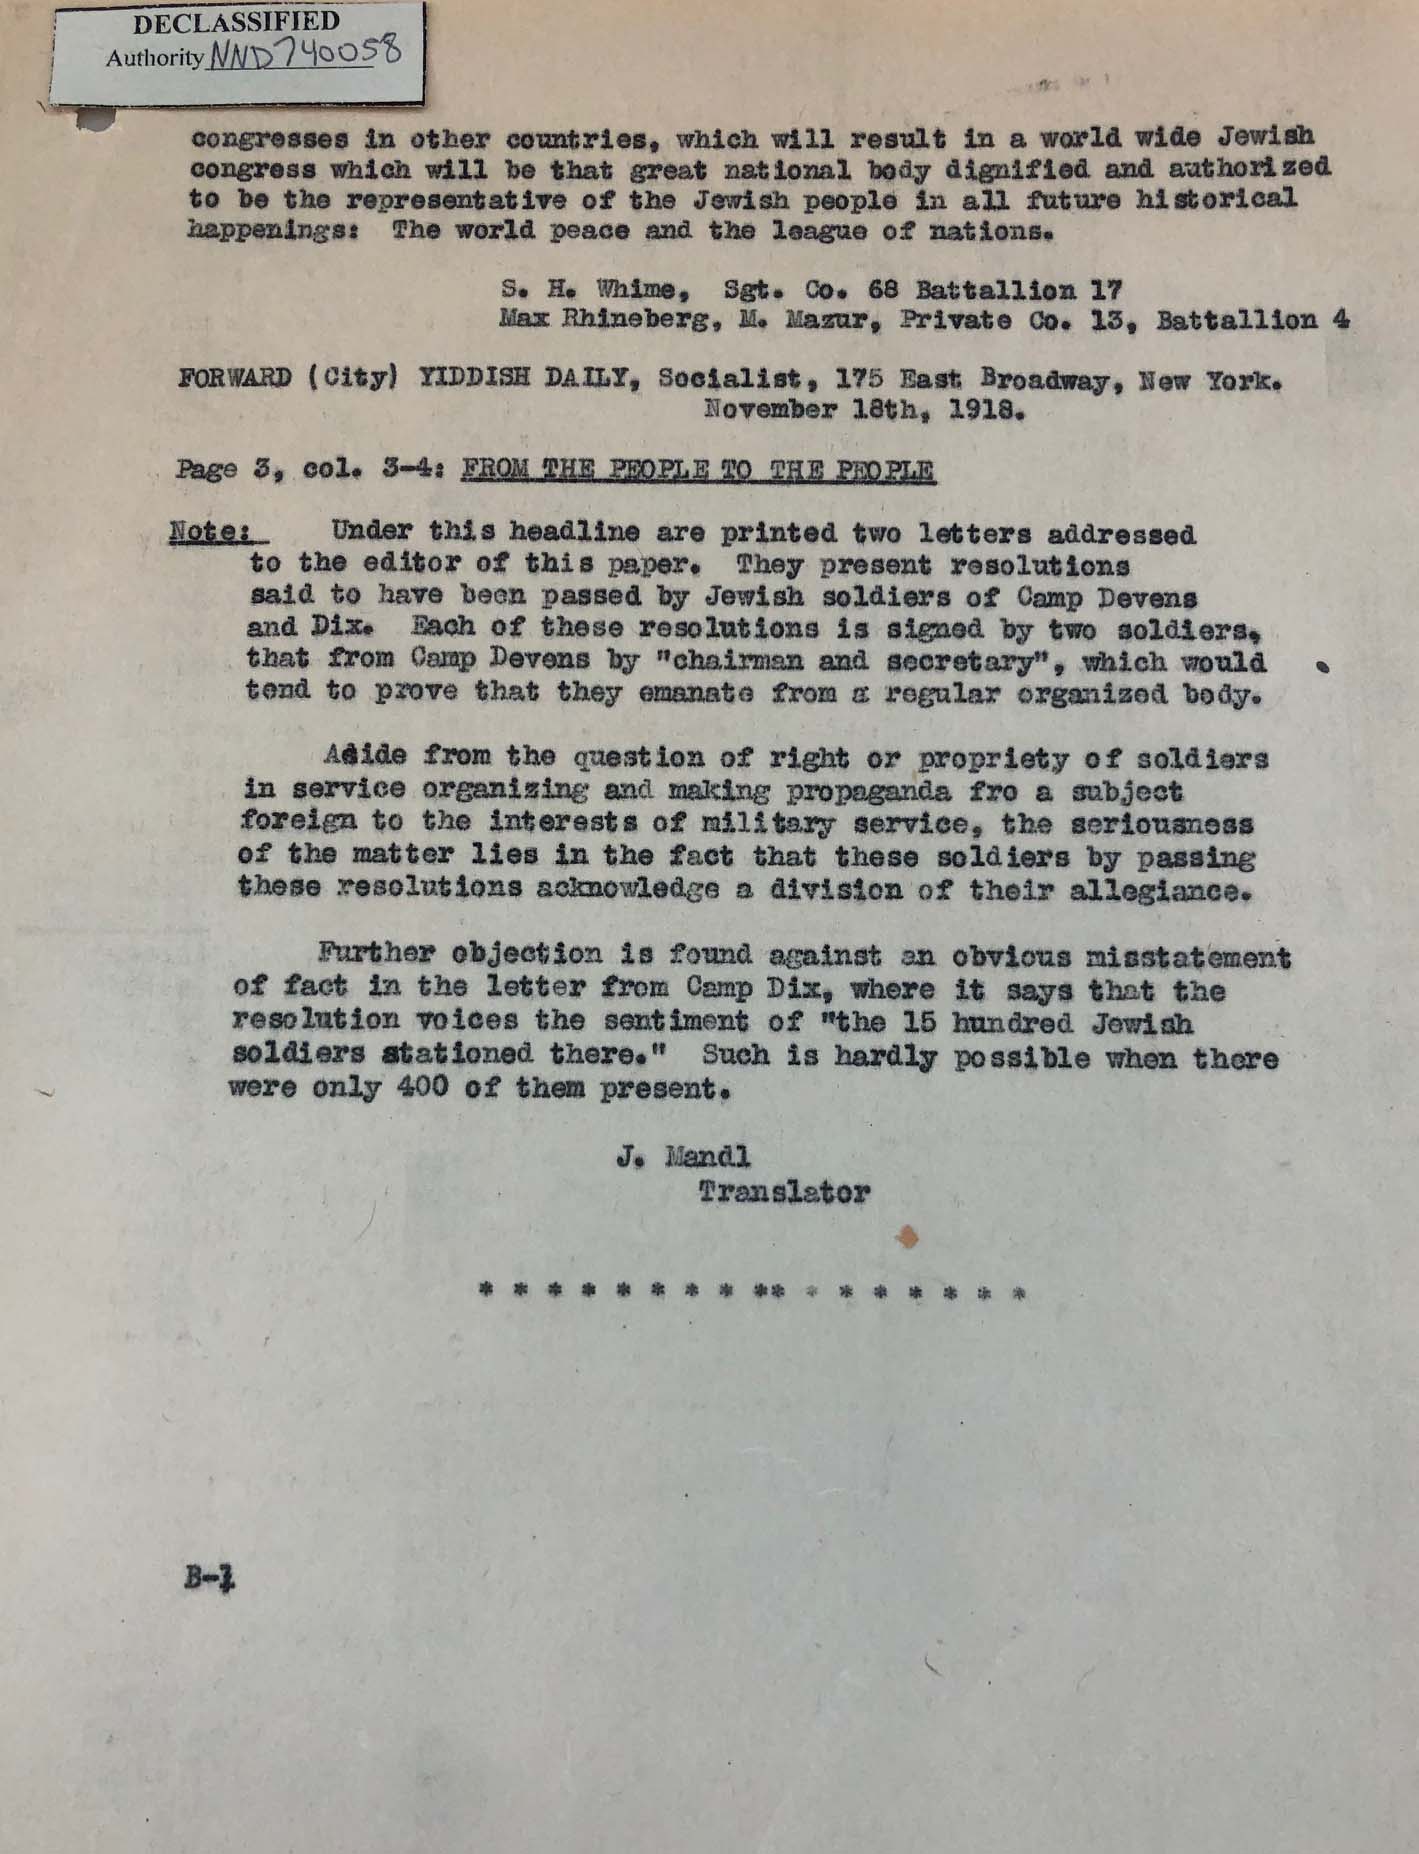 DECLASSIFIED
Authority NND740058
congresses in other countries, which will result in a world wide Jewish
congress which will be that great national body dignified and authorized
to be the representative of the Jewish people in all future historical
happenings: The world peace and the league of nations.
S. H. Whime, Sgt. Co. 68 Battallion 17
Max Rhineberg, M. Mazur, Private Co. 13, Battallion 4
FORWARD (City) YIDDISH DAILY, Socialist, 175 East Broadway, New York.
November 18th, 1918.
Page 3, col. 3-4: FROM THE PEOPLE TO THE PEOPLE
Note: Under this headline are printed two letters addressed
to the editor of this paper. They present resolutions
said to have been passed by Jewish soldiers of Camp Devens
and Dix. Each of these resolutions is signed by two soldiers,
that from Camp Devens by "chairman and secretary", which would
tend to prove that they emanate from a regular organized body.
Aside from the question of right or propriety of soldiers
in service organizing and making propaganda fro a subject
foreign to the interests of military service, the seriousness
of the matter lies in the fact that these soldiers by passing
these resolutions acknowledge a division of their allegiance.
Further objection is found against an obvious misstatement
of fact in the letter from Camp Dix, where it says that the
resolution voices the sentiment of "the 15 hundred Jewish
soldiers stationed there." Such is hardly possible when there
were only 400 of them present.
J. Mandl
Translator
* * * * * * * * ** * * * * * * *
B-1